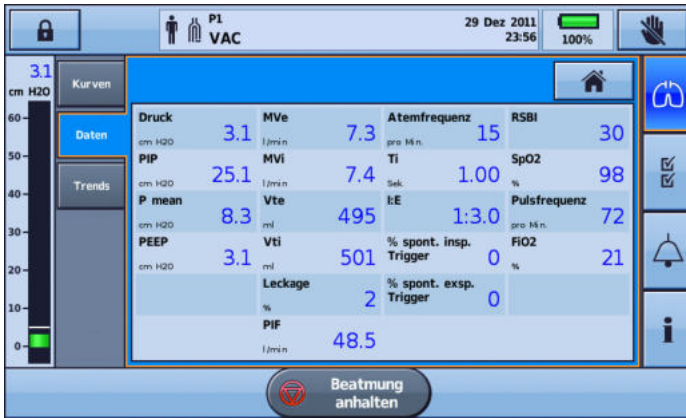 P1
VAC
29 Dez 2011
23:56
100%
3.1
cm H2O
60
50
40
30
20
10
0
Kurven
Daten
Trends
Druck
cm H2O
3.1
MVe
l/min
7.3
Atemfrequenz
pro Min.
15
RSBI
30
PIP
cm H2O
25.1
MVi
l/min
7.4
Ti
Sek.
1.00
SpO2
%
98
P mean
cm H2O
8.3
Vte
ml
495
I:E
1:3.0
Pulsfrequenz
pro Min.
72
PEEP
cm H2O
3.1
Vti
ml
501
% spont. insp.
Trigger
0
FiO2
%
21
Leckage
%
2
% spont. exsp.
Trigger
0
PIF
l/min
48.5
Beatmung
anhalten